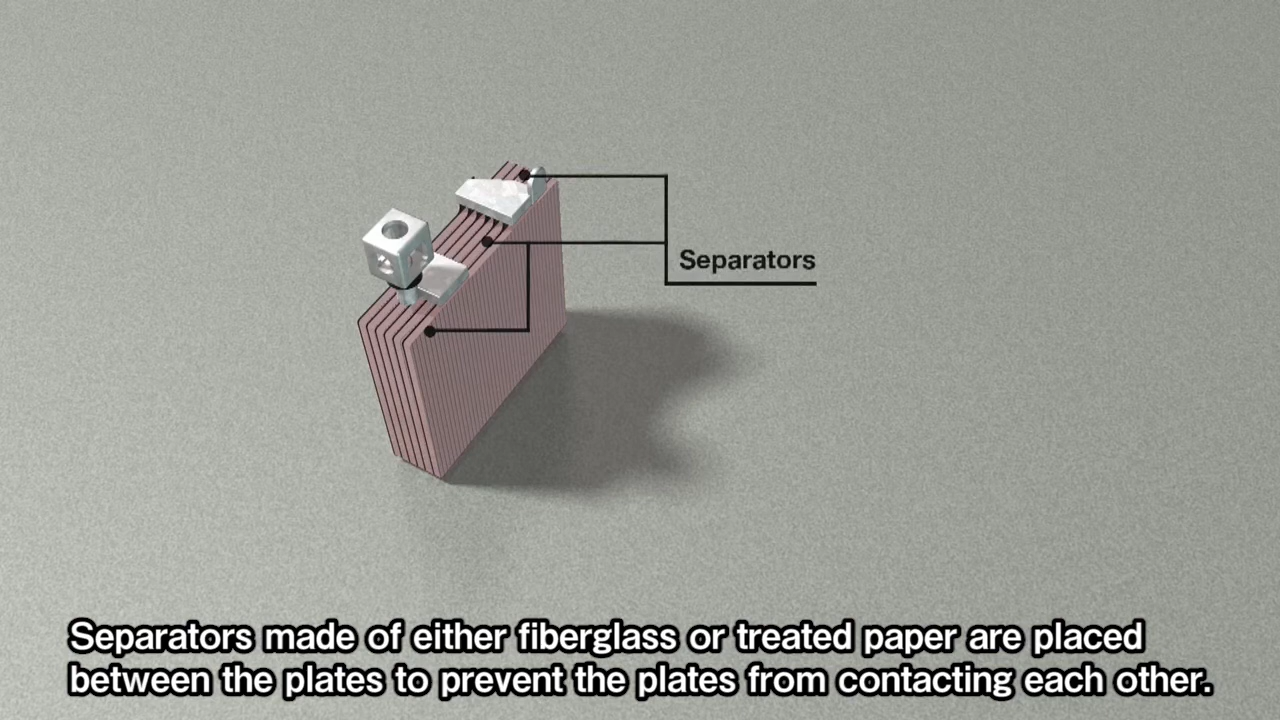 Separators
Separators made of either fiberglass or treated paper are placed
between the plates to prevent the plates from contacting each other.